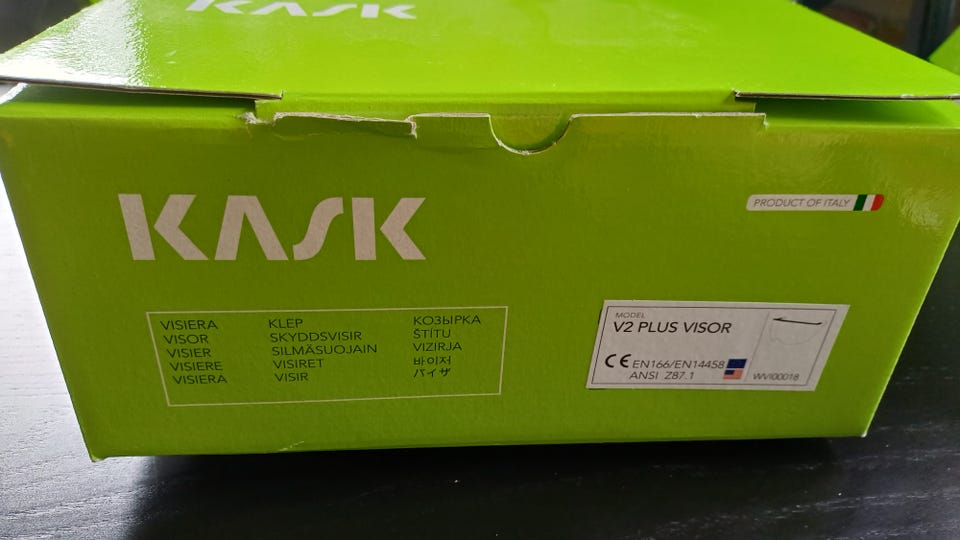 KASK
KASK
PRODUCT OF ITALY
VISIERA
VISOR
VISIER
VISIERE
VISIERA
KLEP
SKYDDSVISIR
SILMÄSUOJAIN
VISIRET
VISIR
КОЗЫРКА
ŠTÍTU
VIZIRJA
바이저
バイザ
MODEL
V2 PLUS VISOR
CE EN166/EN14458
ANSI Z87.1
WVI00018